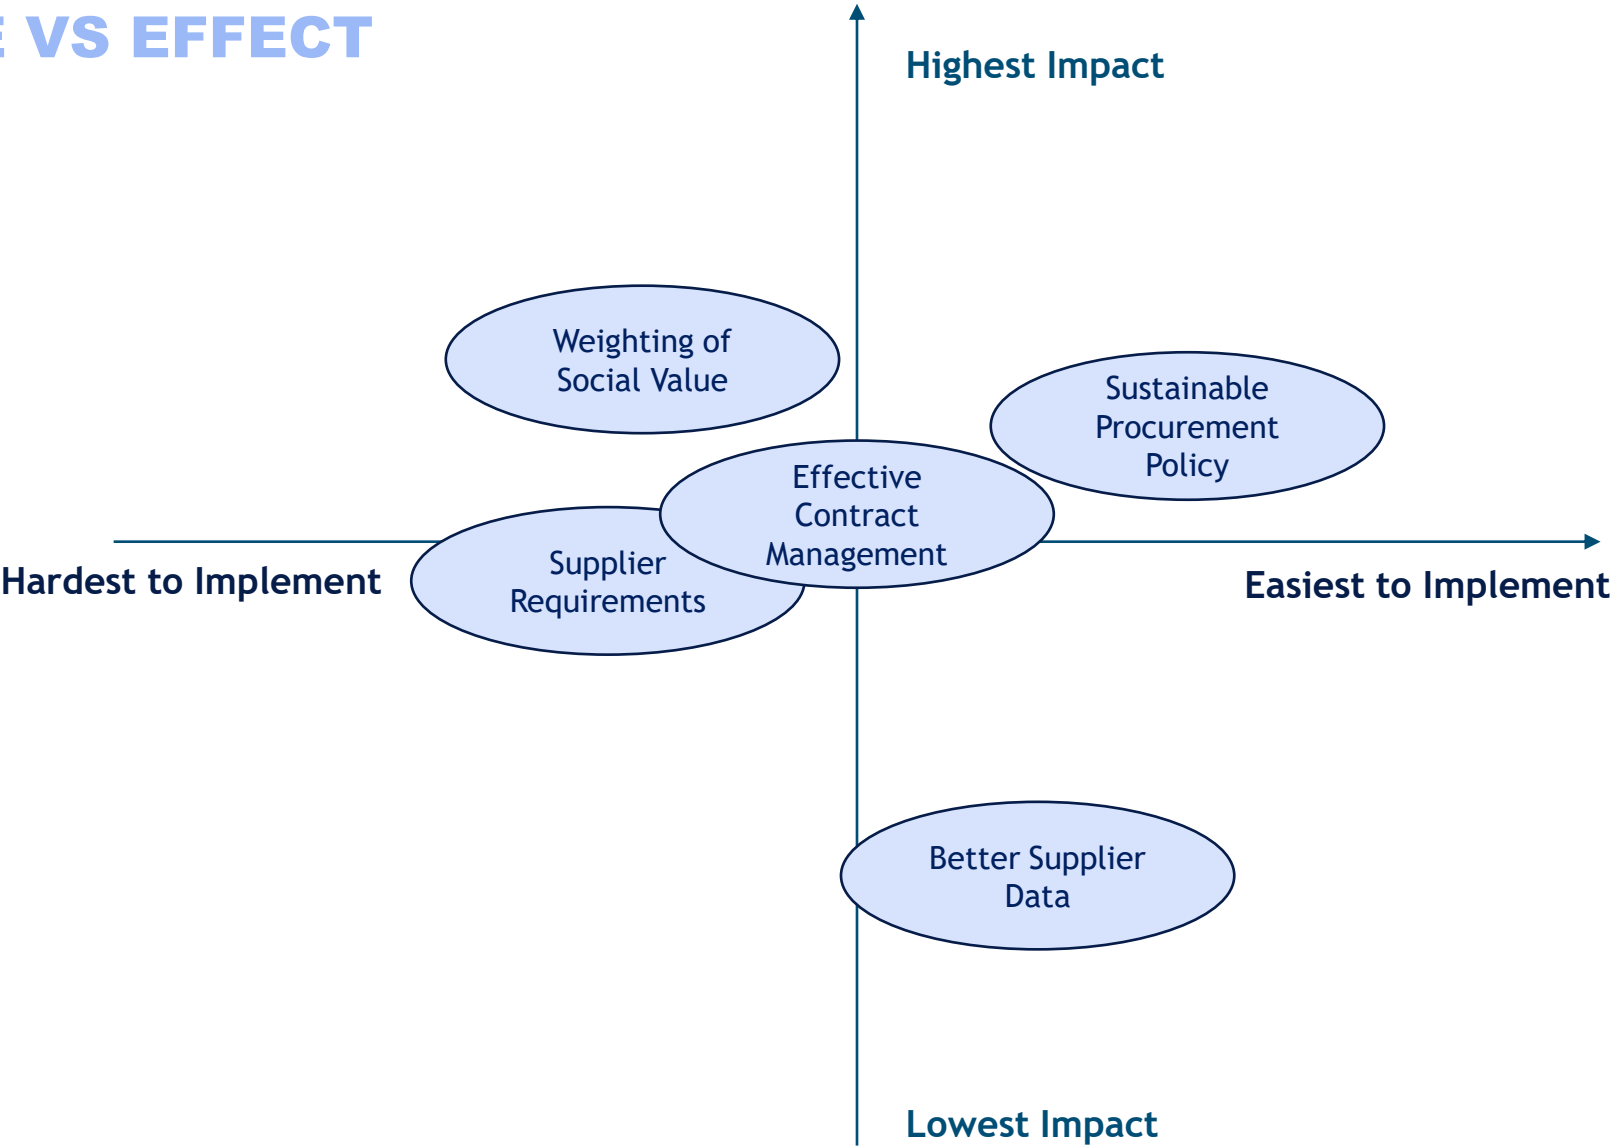 VS EFFECT
Highest Impact
Weighting of
Social Value
Sustainable
Procurement
Policy
Effective
Contract
Management
Supplier
Requirements
Hardest to Implement
Easiest to Implement
Better Supplier
Data
Lowest Impact